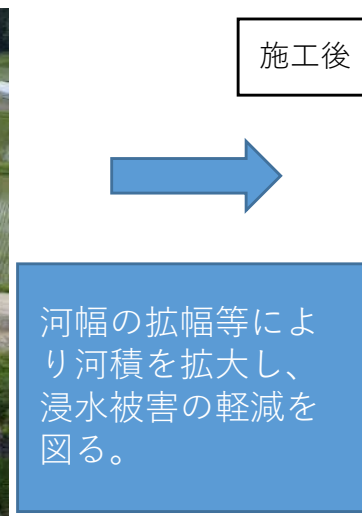 施工後
河幅の拡幅等によ
り河積を拡大し、
浸水被害の軽減を
図る。